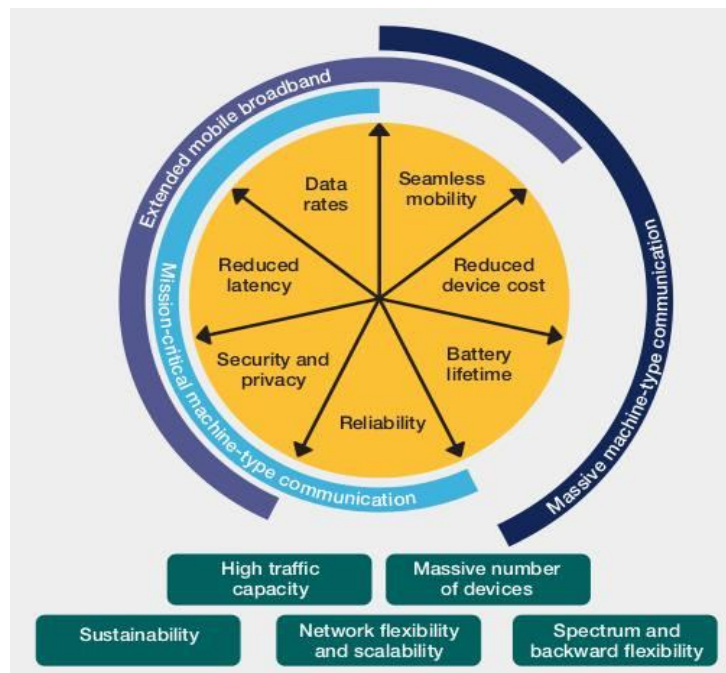 Extended mobile broadband
Mission-critical machine-type communication
Massive machine-type communication
Data
rates
Seamless
mobility
Reduced
latency
Reduced
device cost
Security and
privacy
Battery
lifetime
Reliability
High traffic
capacity
Massive number
of devices
Sustainability
Network flexibility
and scalability
Spectrum and
backward flexibility